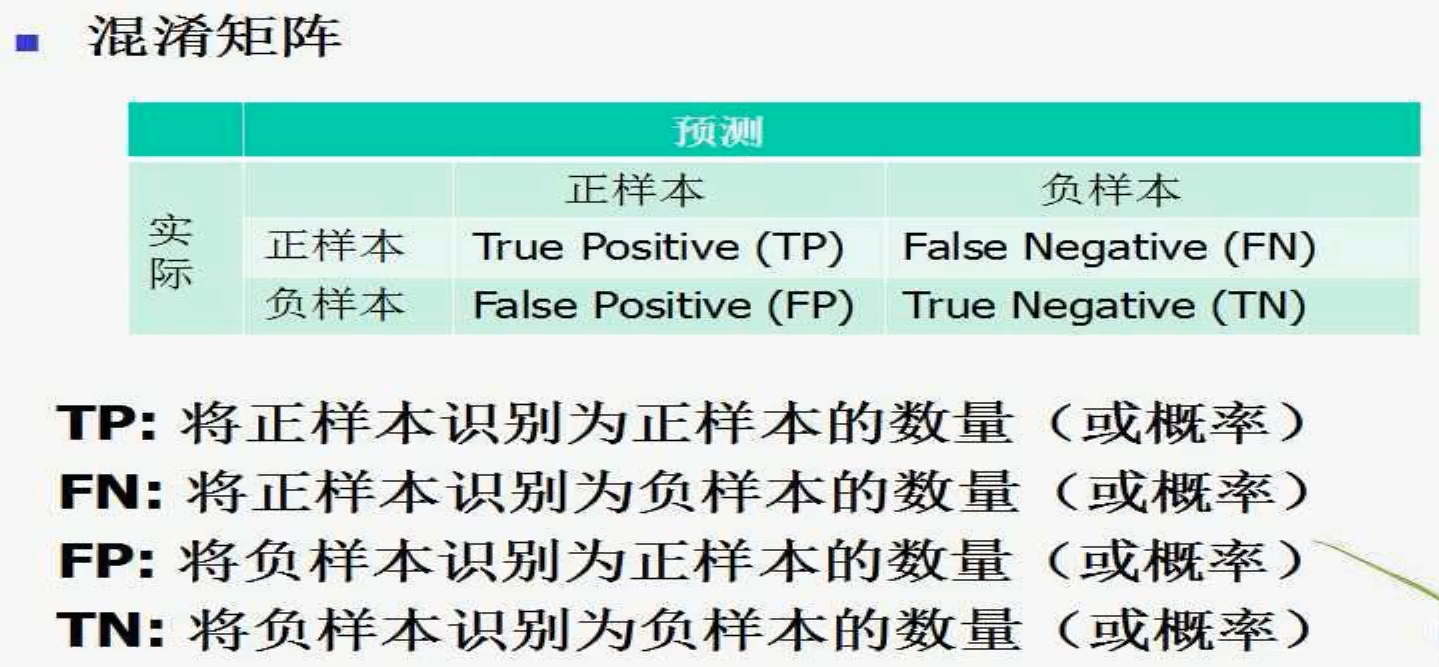 混淆矩阵
预测
正样本 负样本
实际
正样本 True Positive (TP) False Negative (FN)
负样本 False Positive (FP) True Negative (TN)
TP: 将正样本识别为正样本的数量（或概率）
FN: 将正样本识别为负样本的数量（或概率）
FP: 将负样本识别为正样本的数量（或概率）
TN: 将负样本识别为负样本的数量（或概率）